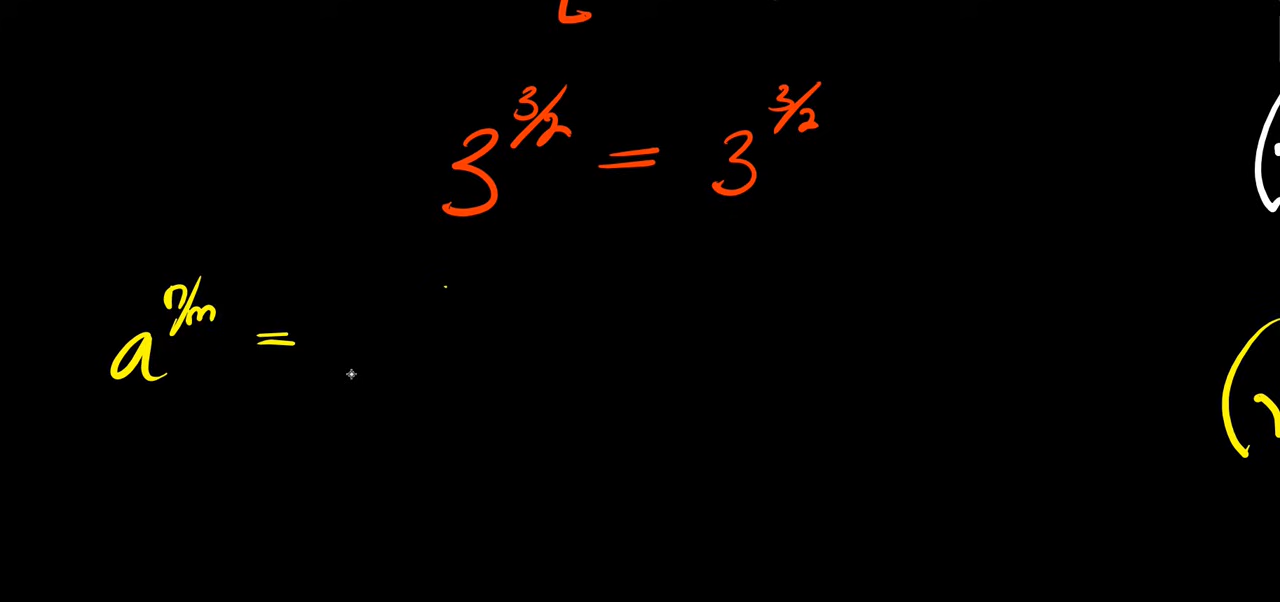 3^{3/2} = 3^{3/2}
a^{n/m} =